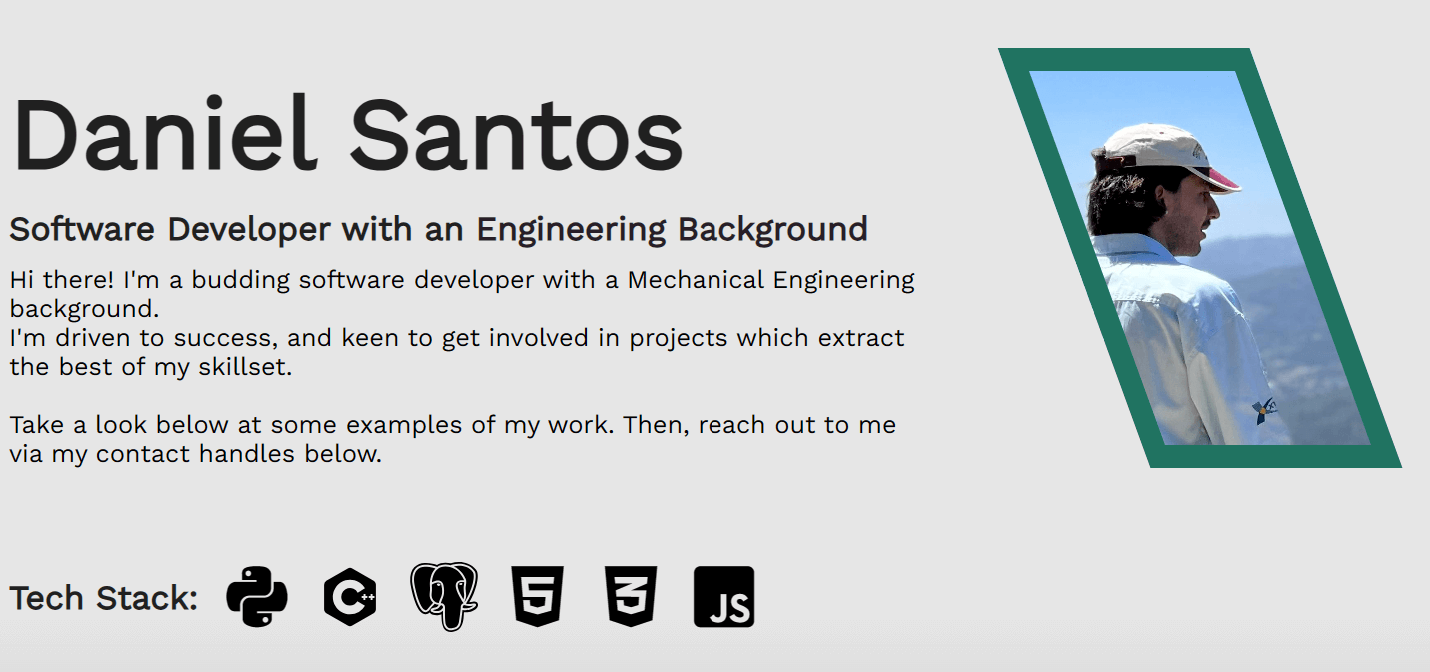 Daniel Santos
Software Developer with an Engineering Background
Hi there! I'm a budding software developer with a Mechanical Engineering
background.
I'm driven to success, and keen to get involved in projects which extract
the best of my skillset.
Take a look below at some examples of my work. Then, reach out to me
via my contact handles below.
Tech Stack: C++ 5 3 JS